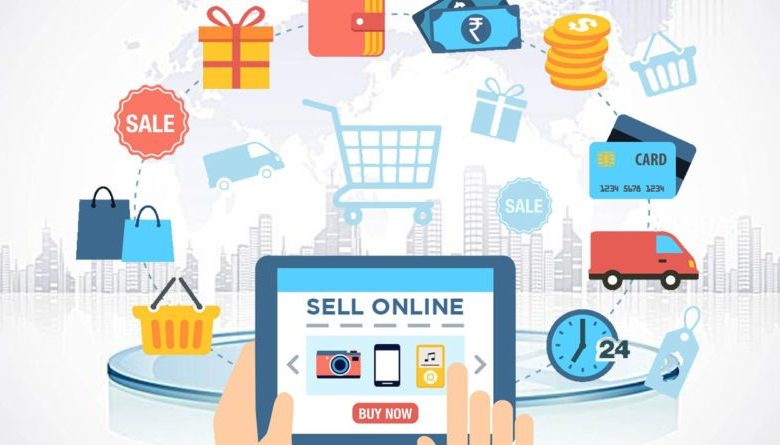 ₹
$
SALE
CARD
1234 5678 1234
SALE
SELL ONLINE
24
BUY NOW